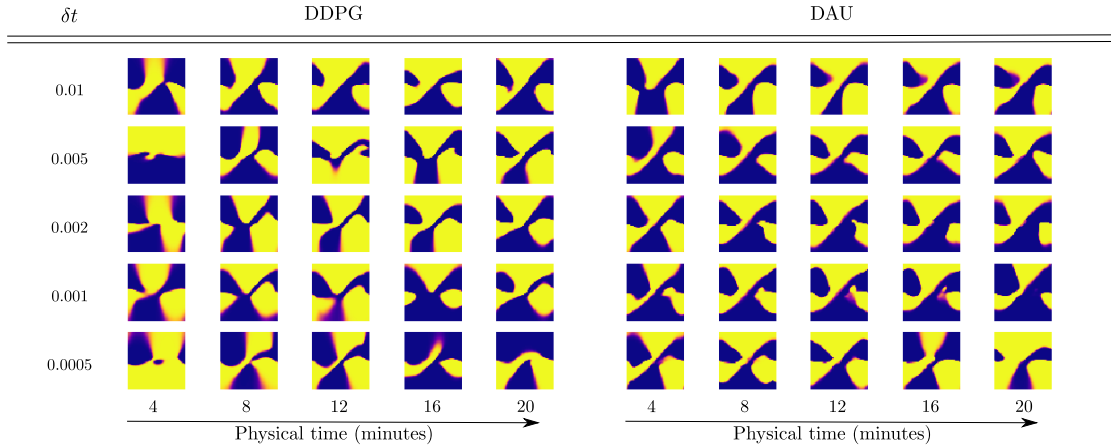 δt DDPG DAU
0.01
0.005
0.002
0.001
0.0005
4 8 12 16 20 4 8 12 16 20
Physical time (minutes) Physical time (minutes)